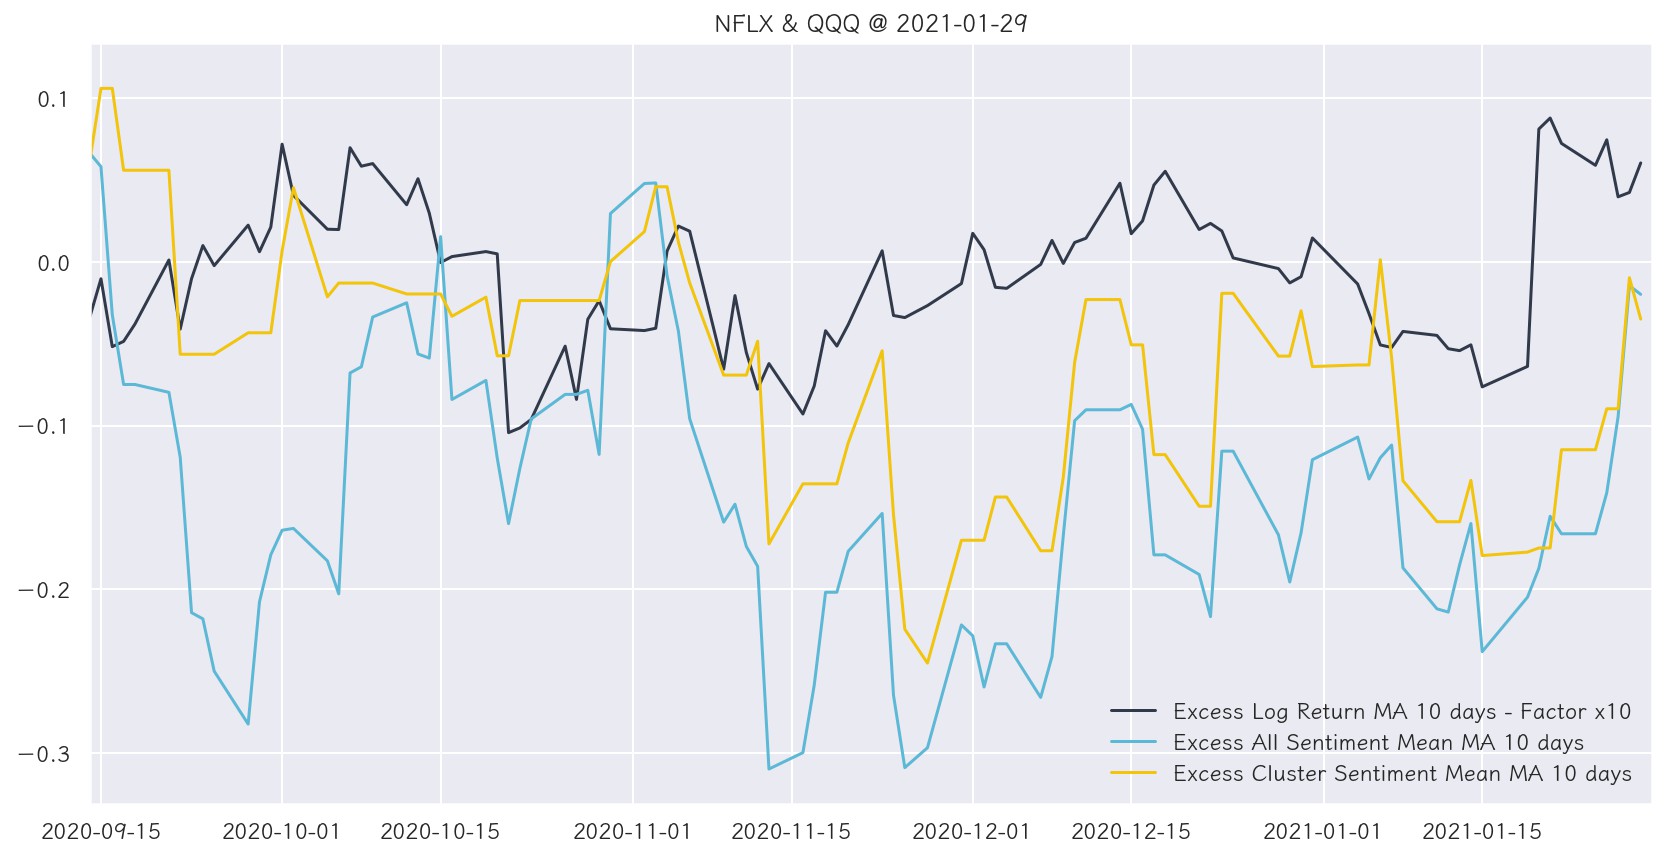 NFLX & QQQ @ 2021-01-29
0.1
0.0
−0.1
−0.2
−0.3
Excess Log Return MA 10 days - Factor x10
Excess All Sentiment Mean MA 10 days
Excess Cluster Sentiment Mean MA 10 days
2020-09-15 2020-10-01 2020-10-15 2020-11-01 2020-11-15 2020-12-01 2020-12-15 2021-01-01 2021-01-15